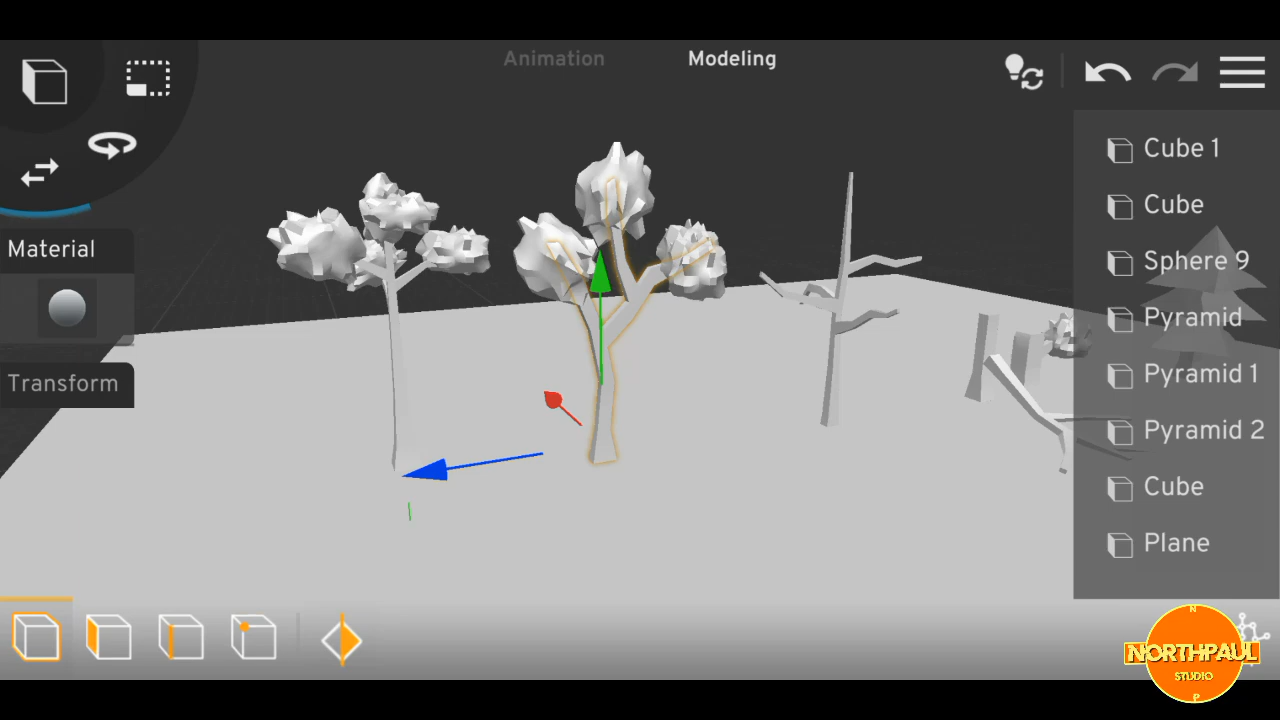 Animation
Modeling
Material
Transform
Cube 1
Cube
Sphere 9
Pyramid
Pyramid 1
Pyramid 2
Cube
Plane
N
NORTHPAUL
STUDIO
P